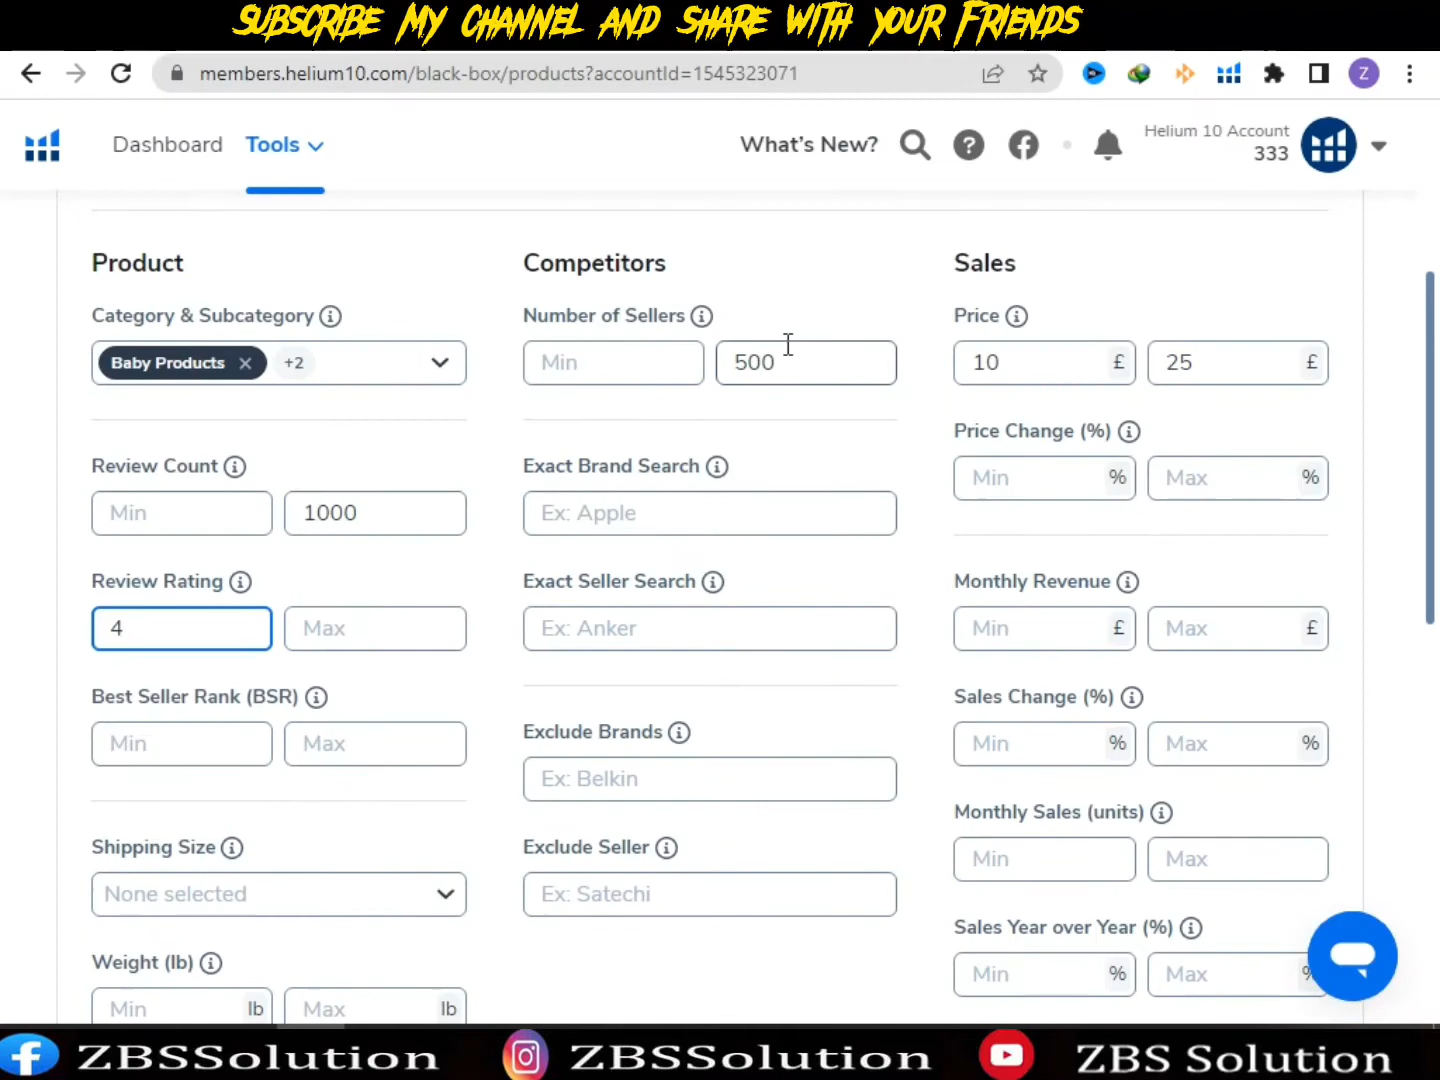 SUBSCRIBE MY CHANNEL AND SHARE WITH YOUR FRIENDS
members.helium10.com/black-box/products?accountId=1545323071
Z
Dashboard Tools What's New? Helium 10 Account
333
Product Competitors Sales
Category & Subcategory Number of Sellers Price
Baby Products +2 Min 500 10 £ 25 £
Price Change (%)
Review Count Exact Brand Search
Min % Max %
Min 1000 Ex: Apple
Review Rating Exact Seller Search Monthly Revenue
4 Max Ex: Anker Min £ Max £
Best Seller Rank (BSR) Sales Change (%)
Exclude Brands
Min Max Min % Max %
Ex: Belkin
Monthly Sales (units)
Shipping Size Exclude Seller
Min Max
None selected Ex: Satechi
Sales Year over Year (%)
Weight (lb)
Min % Max %
Min lb Max lb
ZBSSolution ZBSSolution ZBS Solution